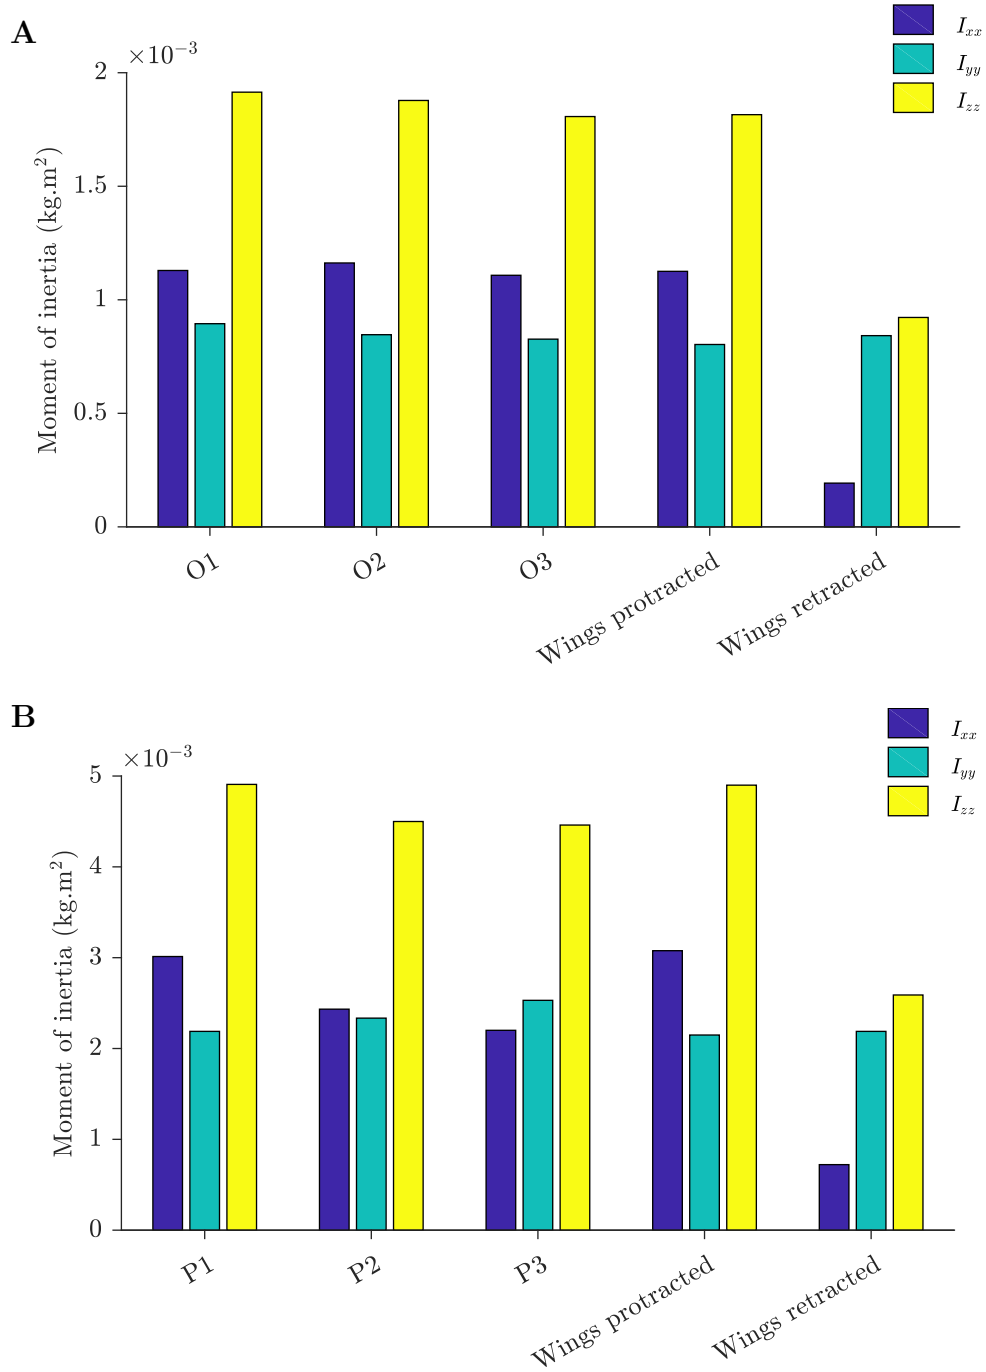 A
×10⁻³
I_xx
I_yy
I_zz
Moment of inertia (kg.m²)
2
1.5
1
0.5
0
O1
O2
O3
Wings protracted
Wings retracted
B
×10⁻³
I_xx
I_yy
I_zz
Moment of inertia (kg.m²)
5
4
3
2
1
0
P1
P2
P3
Wings protracted
Wings retracted